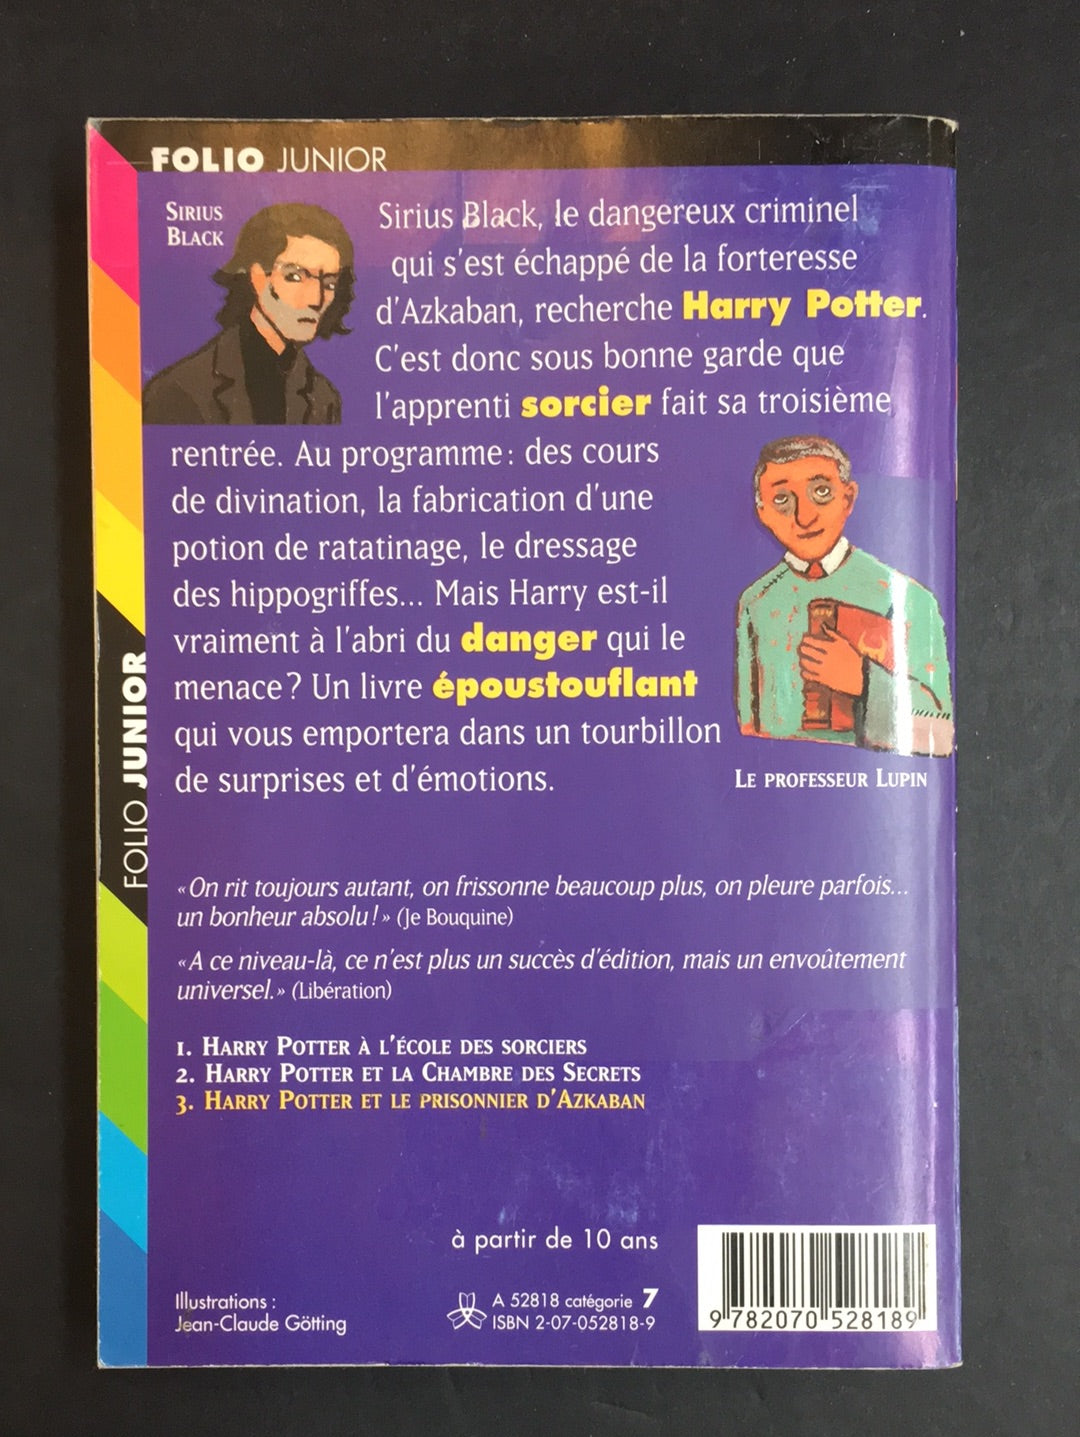 FOLIO JUNIOR
SIRIUS
BLACK
Sirius Black, le dangereux criminel
qui s'est échappé de la forteresse
d'Azkaban, recherche Harry Potter.
C'est donc sous bonne garde que
l'apprenti sorcier fait sa troisième
rentrée. Au programme : des cours
de divination, la fabrication d'une
potion de ratatinage, le dressage
des hippogriffes... Mais Harry est-il
vraiment à l'abri du danger qui le
menace ? Un livre époustouflant
qui vous emportera dans un tourbillon
de surprises et d'émotions.
LE PROFESSEUR LUPIN
FOLIO JUNIOR
« On rit toujours autant, on frissonne beaucoup plus, on pleure parfois...
un bonheur absolu ! » (Je Bouquine)
« A ce niveau-là, ce n'est plus un succès d'édition, mais un envoûtement
universel. » (Libération)
1. HARRY POTTER À L'ÉCOLE DES SORCIERS
2. HARRY POTTER ET LA CHAMBRE DES SECRETS
3. HARRY POTTER ET LE PRISONNIER D'AZKABAN
à partir de 10 ans
Illustrations :
Jean-Claude Götting
A 52818 catégorie 7
ISBN 2-07-052818-9
9 782070 528189